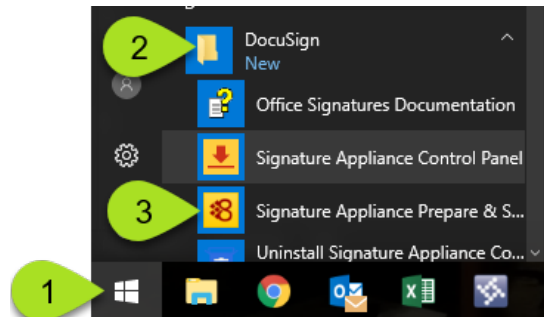 2
DocuSign
New
Office Signatures Documentation
Signature Appliance Control Panel
3
Signature Appliance Prepare & S...
Uninstall Signature Appliance Co...
1